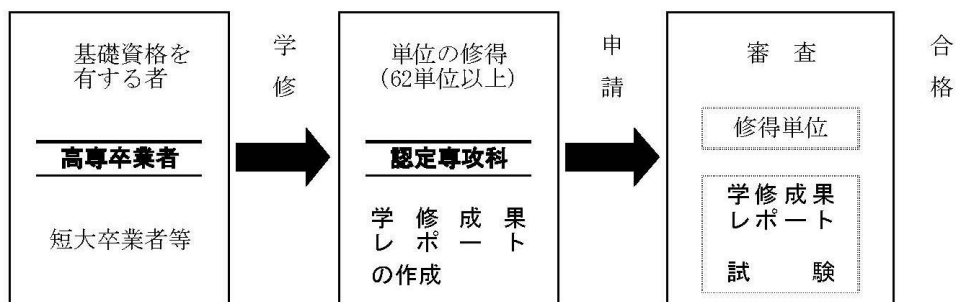 基礎資格を
有する者
高専卒業者
短大卒業者等
学
修
単位の修得
(62単位以上)
認定専攻科
学修成果
レポート
の作成
申
請
審査
修得単位
学修成果
レポート
試験
合
格